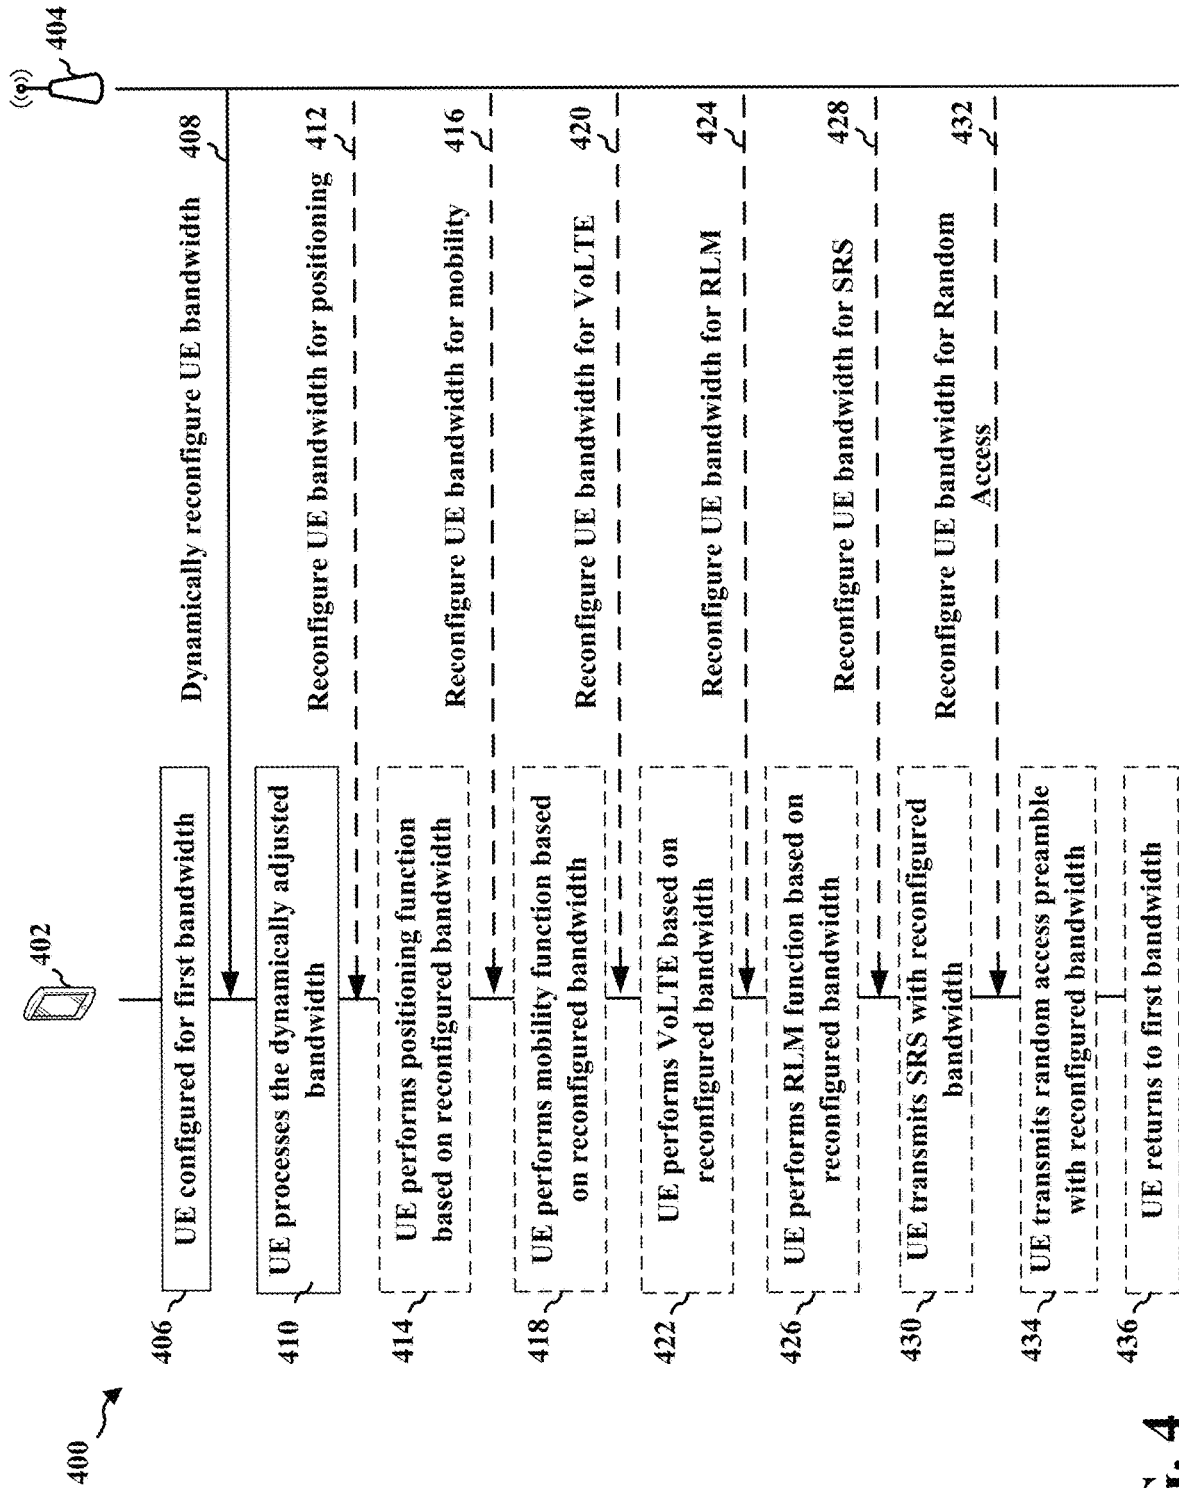 400
402
404
406
UE configured for first bandwidth
Dynamically reconfigure UE bandwidth
408
410
UE processes the dynamically adjusted
bandwidth
Reconfigure UE bandwidth for positioning
412
414
UE performs positioning function
based on reconfigured bandwidth
Reconfigure UE bandwidth for mobility
416
418
UE performs mobility function based
on reconfigured bandwidth
Reconfigure UE bandwidth for VoLTE
420
422
UE performs VoLTE based on
reconfigured bandwidth
Reconfigure UE bandwidth for RLM
424
426
UE performs RLM function based on
reconfigured bandwidth
Reconfigure UE bandwidth for SRS
428
430
UE transmits SRS with reconfigured
bandwidth
Reconfigure UE bandwidth for Random
Access
432
434
UE transmits random access preamble
with reconfigured bandwidth
436
UE returns to first bandwidth
4